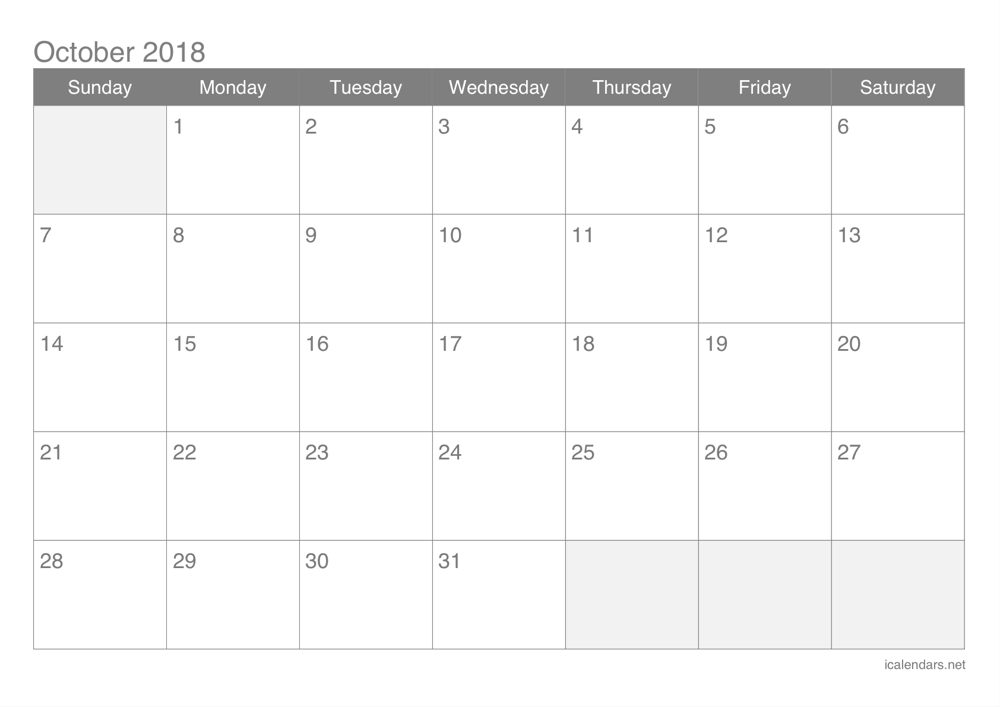 October 2018
Sunday Monday Tuesday Wednesday Thursday Friday Saturday
1 2 3 4 5 6
7 8 9 10 11 12 13
14 15 16 17 18 19 20
21 22 23 24 25 26 27
28 29 30 31
icalendars.net